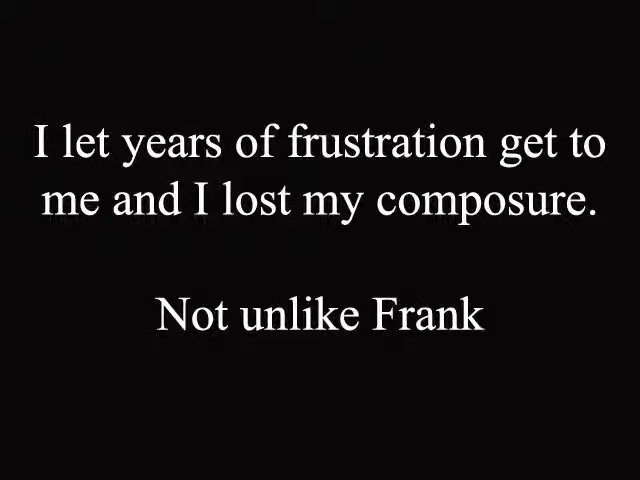 I let years of frustration get to
me and I lost my composure.
Not unlike Frank